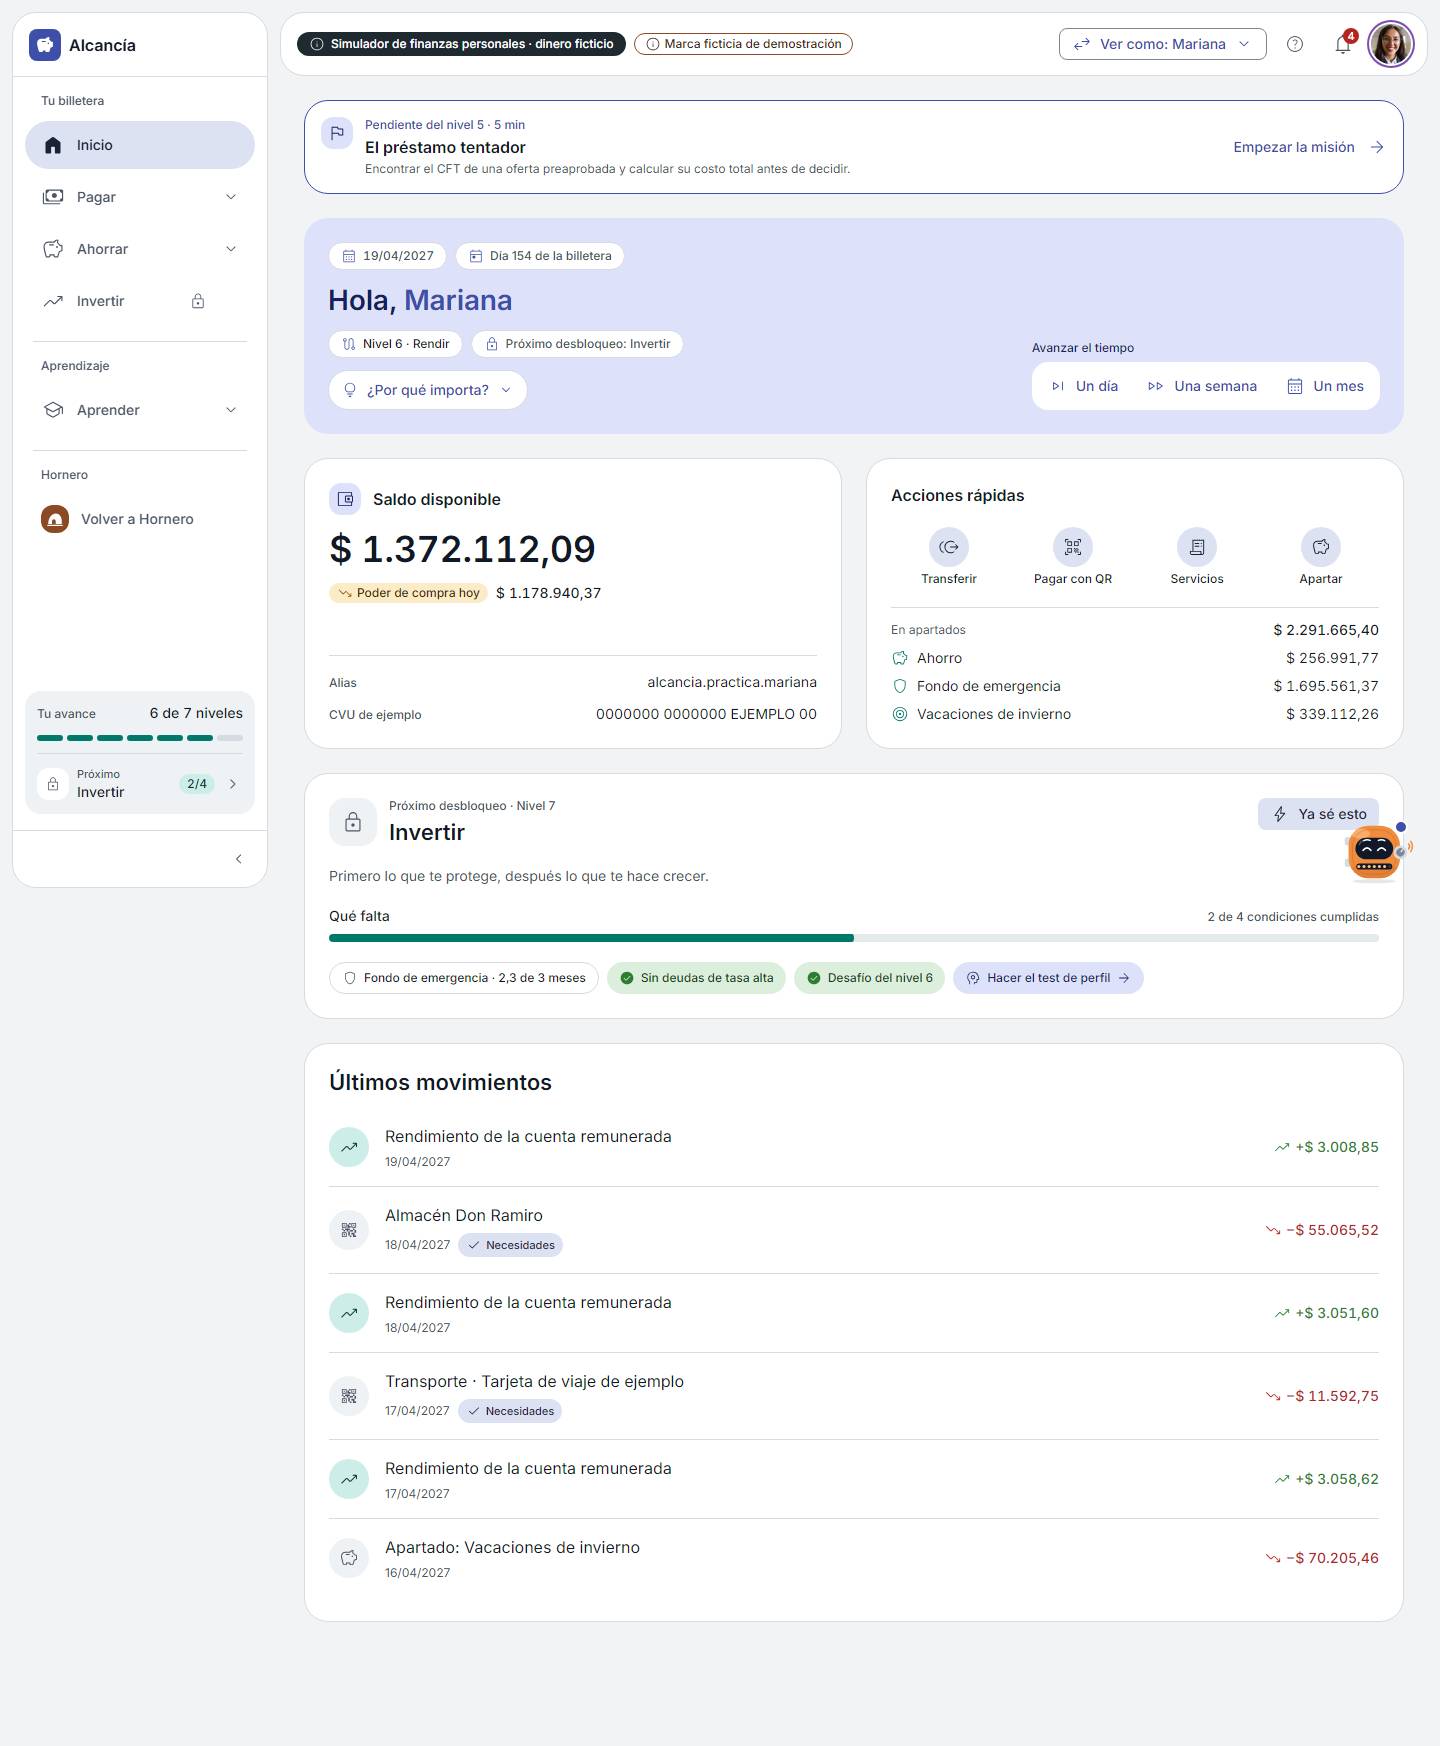 Alcancía
Simulador de finanzas personales · dinero ficticio
Marca ficticia de demostración
Ver como: Mariana
4
Tu billetera
Inicio
Pagar
Ahorrar
Invertir
Aprendizaje
Aprender
Hornero
Volver a Hornero
Tu avance
6 de 7 niveles
Próximo
Invertir
2/4
Pendiente del nivel 5 · 5 min
El préstamo tentador
Encontrar el CFT de una oferta preaprobada y calcular su costo total antes de decidir.
Empezar la misión
19/04/2027
Día 154 de la billetera
Hola, Mariana
Nivel 6 · Rendir
Próximo desbloqueo: Invertir
¿Por qué importa?
Avanzar el tiempo
Un día
Una semana
Un mes
Saldo disponible
$ 1.372.112,09
Poder de compra hoy
$ 1.178.940,37
Alias
alcancia.practica.mariana
CVU de ejemplo
0000000 0000000 EJEMPLO 00
Acciones rápidas
Transferir
Pagar con QR
Servicios
Apartar
En apartados
$ 2.291.665,40
Ahorro
$ 256.991,77
Fondo de emergencia
$ 1.695.561,37
Vacaciones de invierno
$ 339.112,26
Próximo desbloqueo · Nivel 7
Invertir
Ya sé esto
Primero lo que te protege, después lo que te hace crecer.
Qué falta
2 de 4 condiciones cumplidas
Fondo de emergencia · 2,3 de 3 meses
Sin deudas de tasa alta
Desafío del nivel 6
Hacer el test de perfil
Últimos movimientos
Rendimiento de la cuenta remunerada
19/04/2027
+$ 3.008,85
Almacén Don Ramiro
18/04/2027
Necesidades
−$ 55.065,52
Rendimiento de la cuenta remunerada
18/04/2027
+$ 3.051,60
Transporte · Tarjeta de viaje de ejemplo
17/04/2027
Necesidades
−$ 11.592,75
Rendimiento de la cuenta remunerada
17/04/2027
+$ 3.058,62
Apartado: Vacaciones de invierno
16/04/2027
−$ 70.205,46